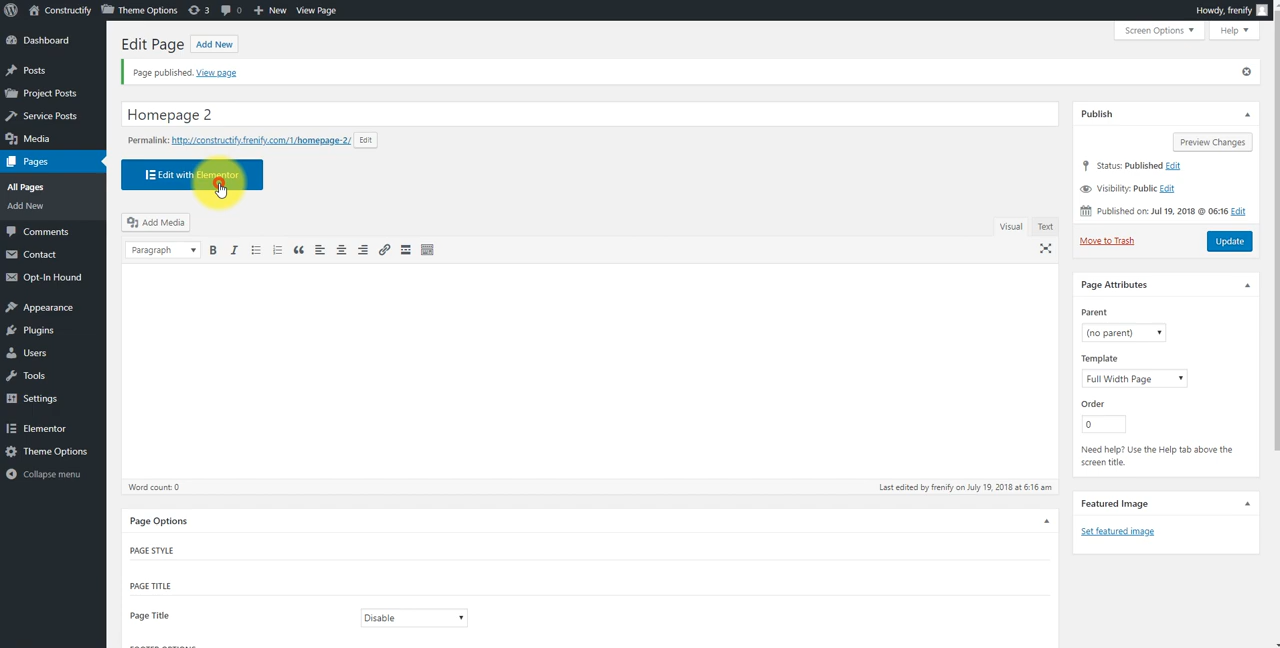 Constructify Theme Options 3 0 New View Page Howdy, frenify
Screen Options Help
Edit Page Add New
Page published. View page
Homepage 2
Permalink: http://constructify.frenify.com/1/homepage-2/ Edit
Edit with Elementor
Add Media
Visual Text
Paragraph B I
Word count: 0 Last edited by frenify on July 19, 2018 at 6:16 am
Page Options
PAGE STYLE
PAGE TITLE
Page Title Disable
FOOTER OPTIONS
Dashboard
Posts
Project Posts
Service Posts
Media
Pages
All Pages
Add New
Comments
Contact
Opt-In Hound
Appearance
Plugins
Users
Tools
Settings
Elementor
Theme Options
Collapse menu
Publish
Preview Changes
Status: Published Edit
Visibility: Public Edit
Published on: Jul 19, 2018 @ 06:16 Edit
Move to Trash Update
Page Attributes
Parent
(no parent)
Template
Full Width Page
Order
0
Need help? Use the Help tab above the
screen title.
Featured Image
Set featured image